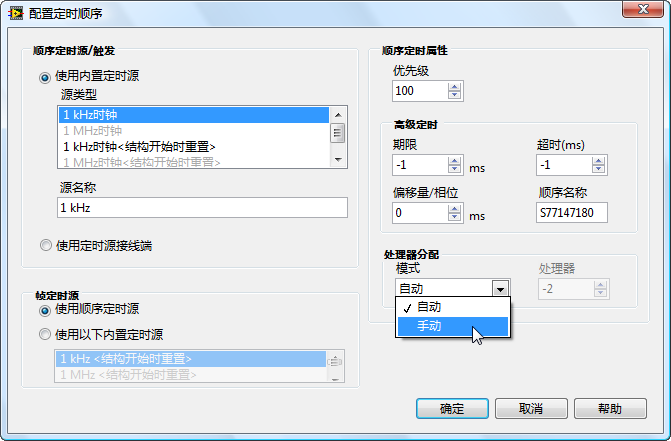 配置定时顺序
顺序定时源/触发
使用内置定时源
源类型
1 kHz时钟
1 MHz时钟
1 kHz时钟<结构开始时重置>
1 MHz时钟<结构开始时重置>
源名称
1 kHz
使用定时源接线端
帧定时源
使用顺序定时源
使用以下内置定时源
1 kHz <结构开始时重置>
1 MHz <结构开始时重置>
顺序定时属性
优先级
100
高级定时
期限
-1 ms
超时(ms)
-1
偏移量/相位
0 ms
顺序名称
S77147180
处理器分配
模式
自动
自动
手动
处理器
-2
确定
取消
帮助